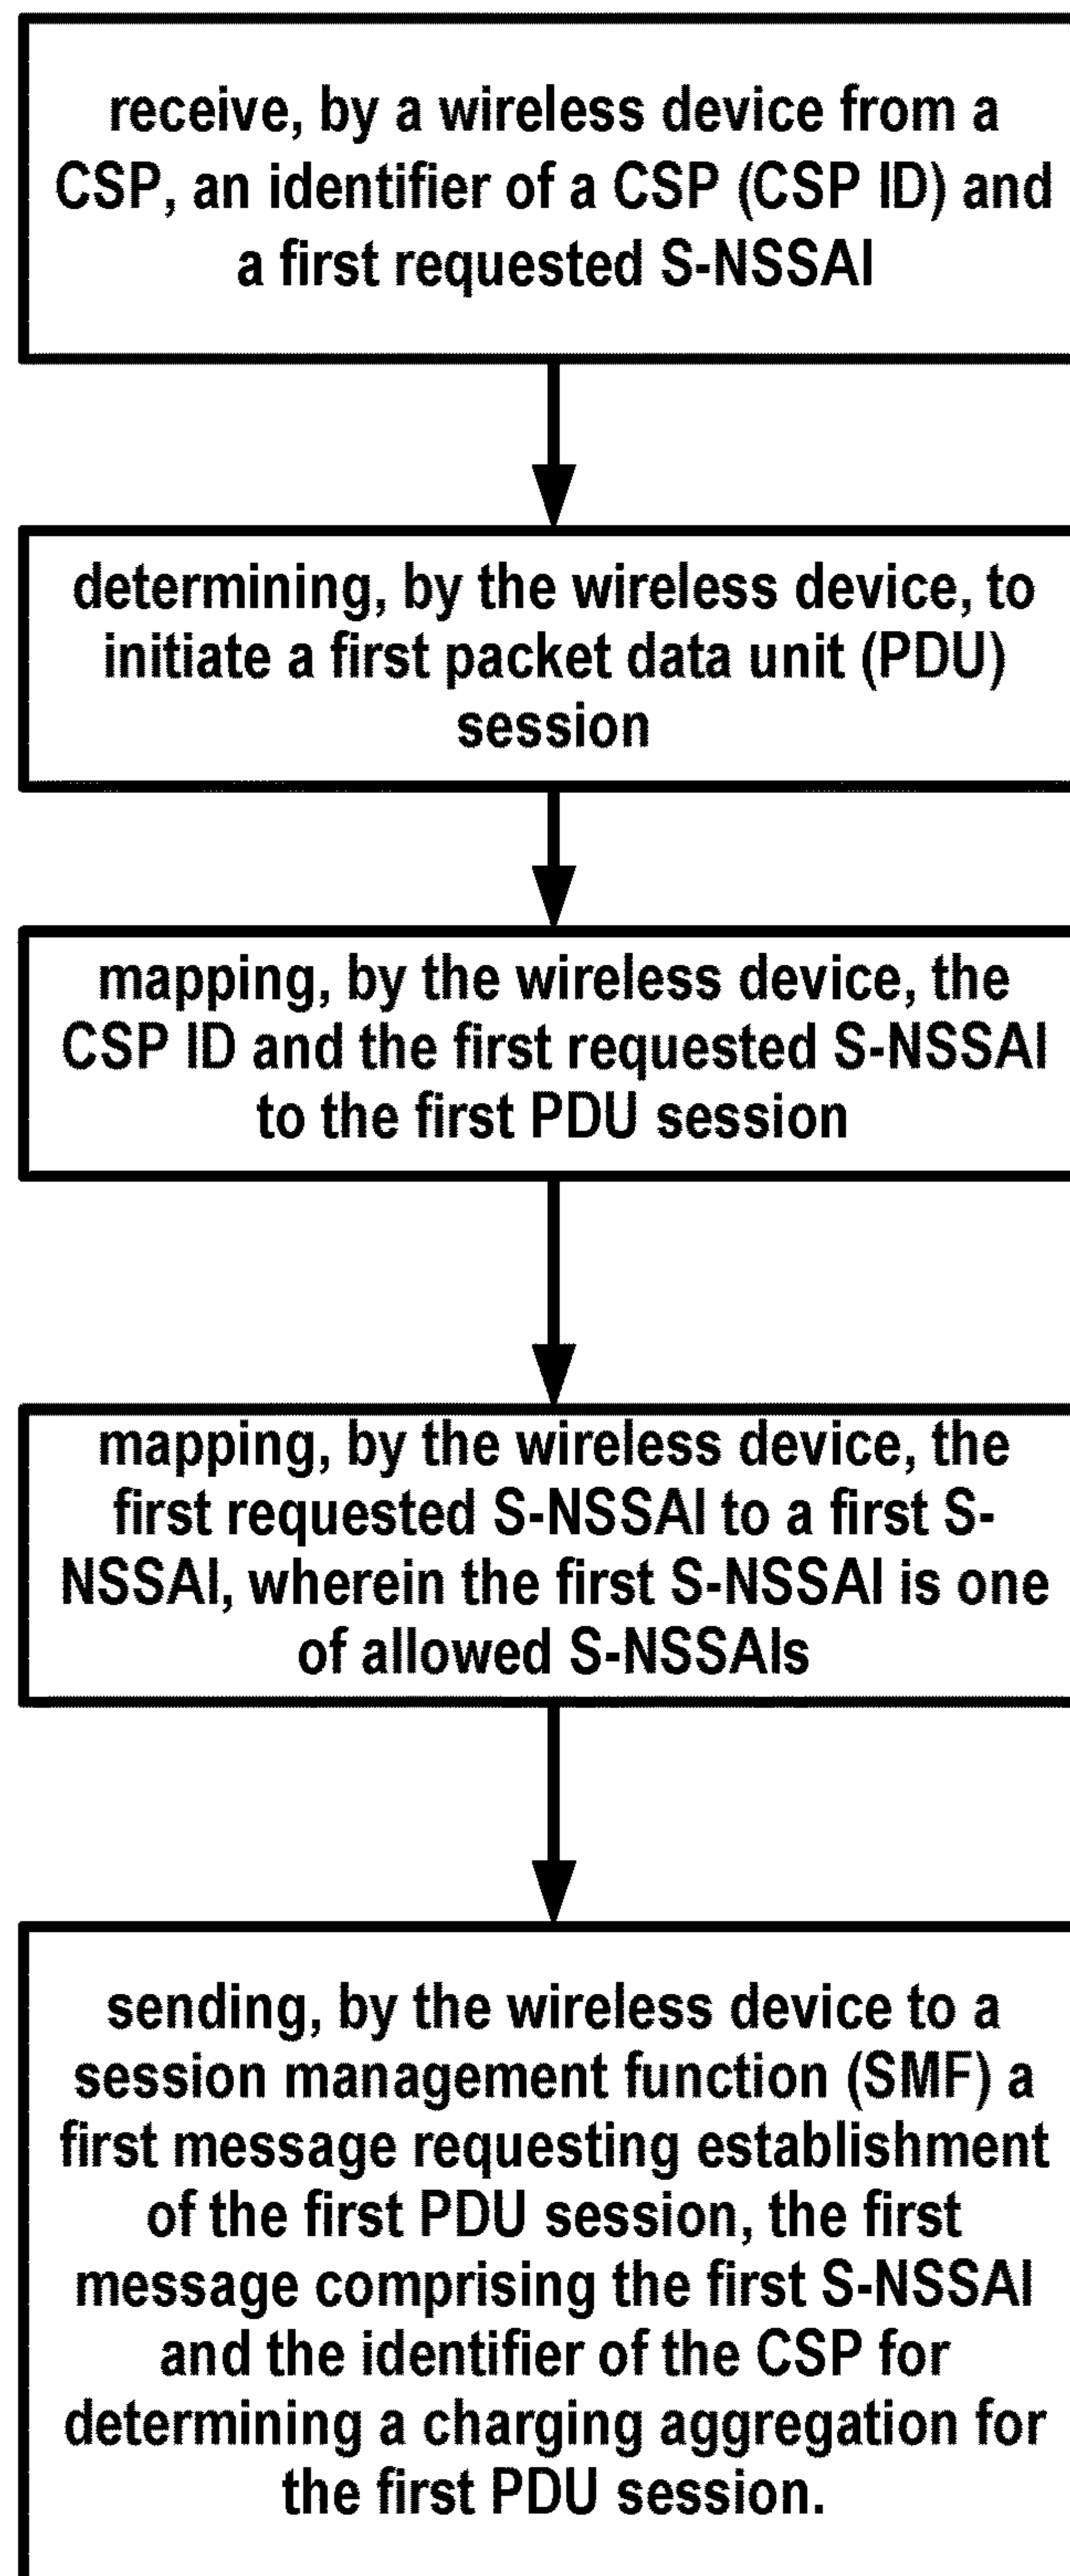 receive, by a wireless device from a
CSP, an identifier of a CSP (CSP ID) and
a first requested S-NSSAI
determining, by the wireless device, to
initiate a first packet data unit (PDU)
session
mapping, by the wireless device, the
CSP ID and the first requested S-NSSAI
to the first PDU session
mapping, by the wireless device, the
first requested S-NSSAI to a first S-
NSSAI, wherein the first S-NSSAI is one
of allowed S-NSSAIs
sending, by the wireless device to a
session management function (SMF) a
first message requesting establishment
of the first PDU session, the first
message comprising the first S-NSSAI
and the identifier of the CSP for
determining a charging aggregation for
the first PDU session.